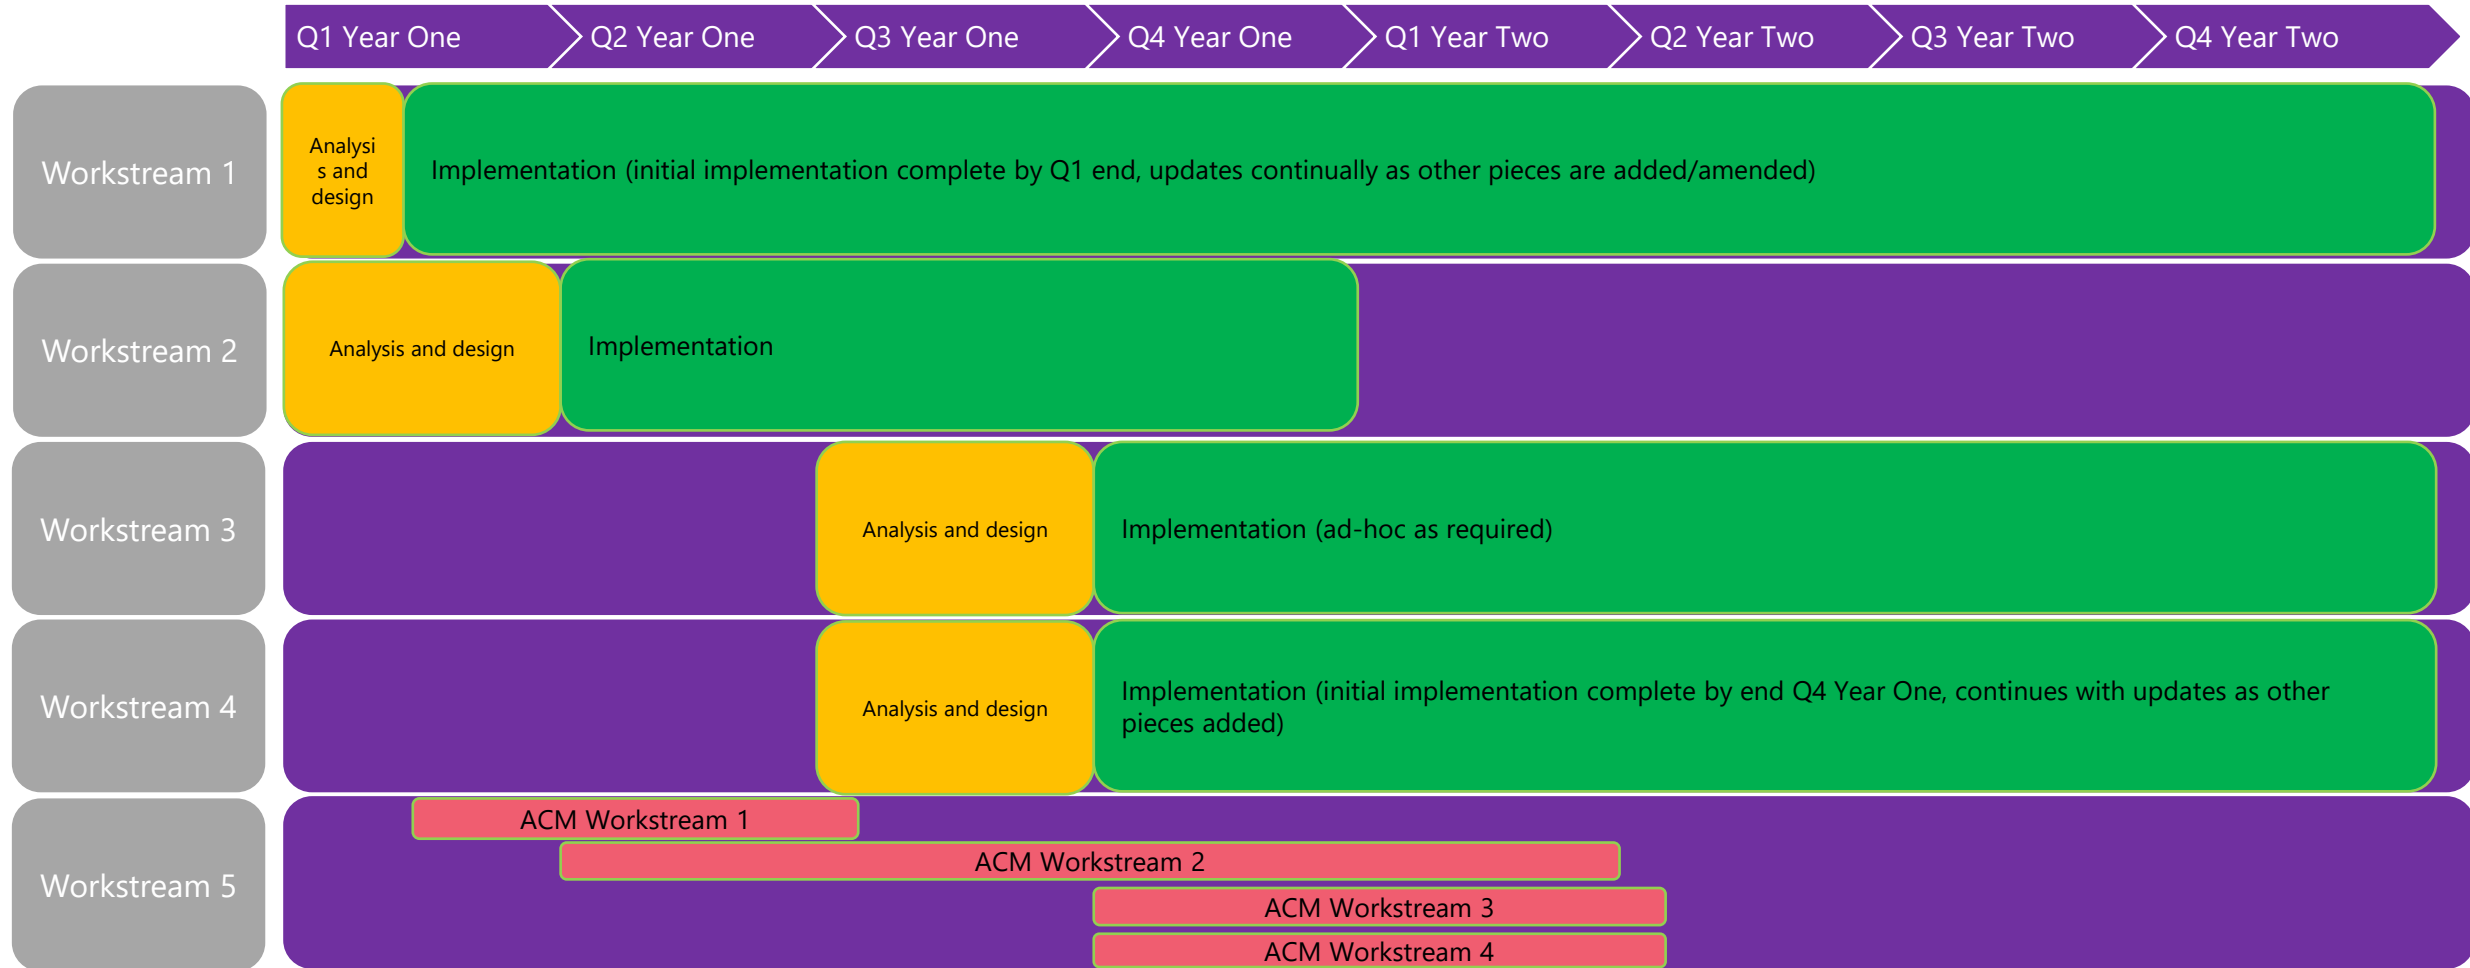 Q1 Year One
Q2 Year One
Q3 Year One
Q4 Year One
Q1 Year Two
Q2 Year Two
Q3 Year Two
Q4 Year Two
Workstream 1
Analysi
s and
design
Implementation (initial implementation complete by Q1 end, updates continually as other pieces are added/amended)
Workstream 2
Analysis and design
Implementation
Workstream 3
Analysis and design
Implementation (ad-hoc as required)
Workstream 4
Analysis and design
Implementation (initial implementation complete by end Q4 Year One, continues with updates as other
pieces added)
Workstream 5
ACM Workstream 1
ACM Workstream 2
ACM Workstream 3
ACM Workstream 4